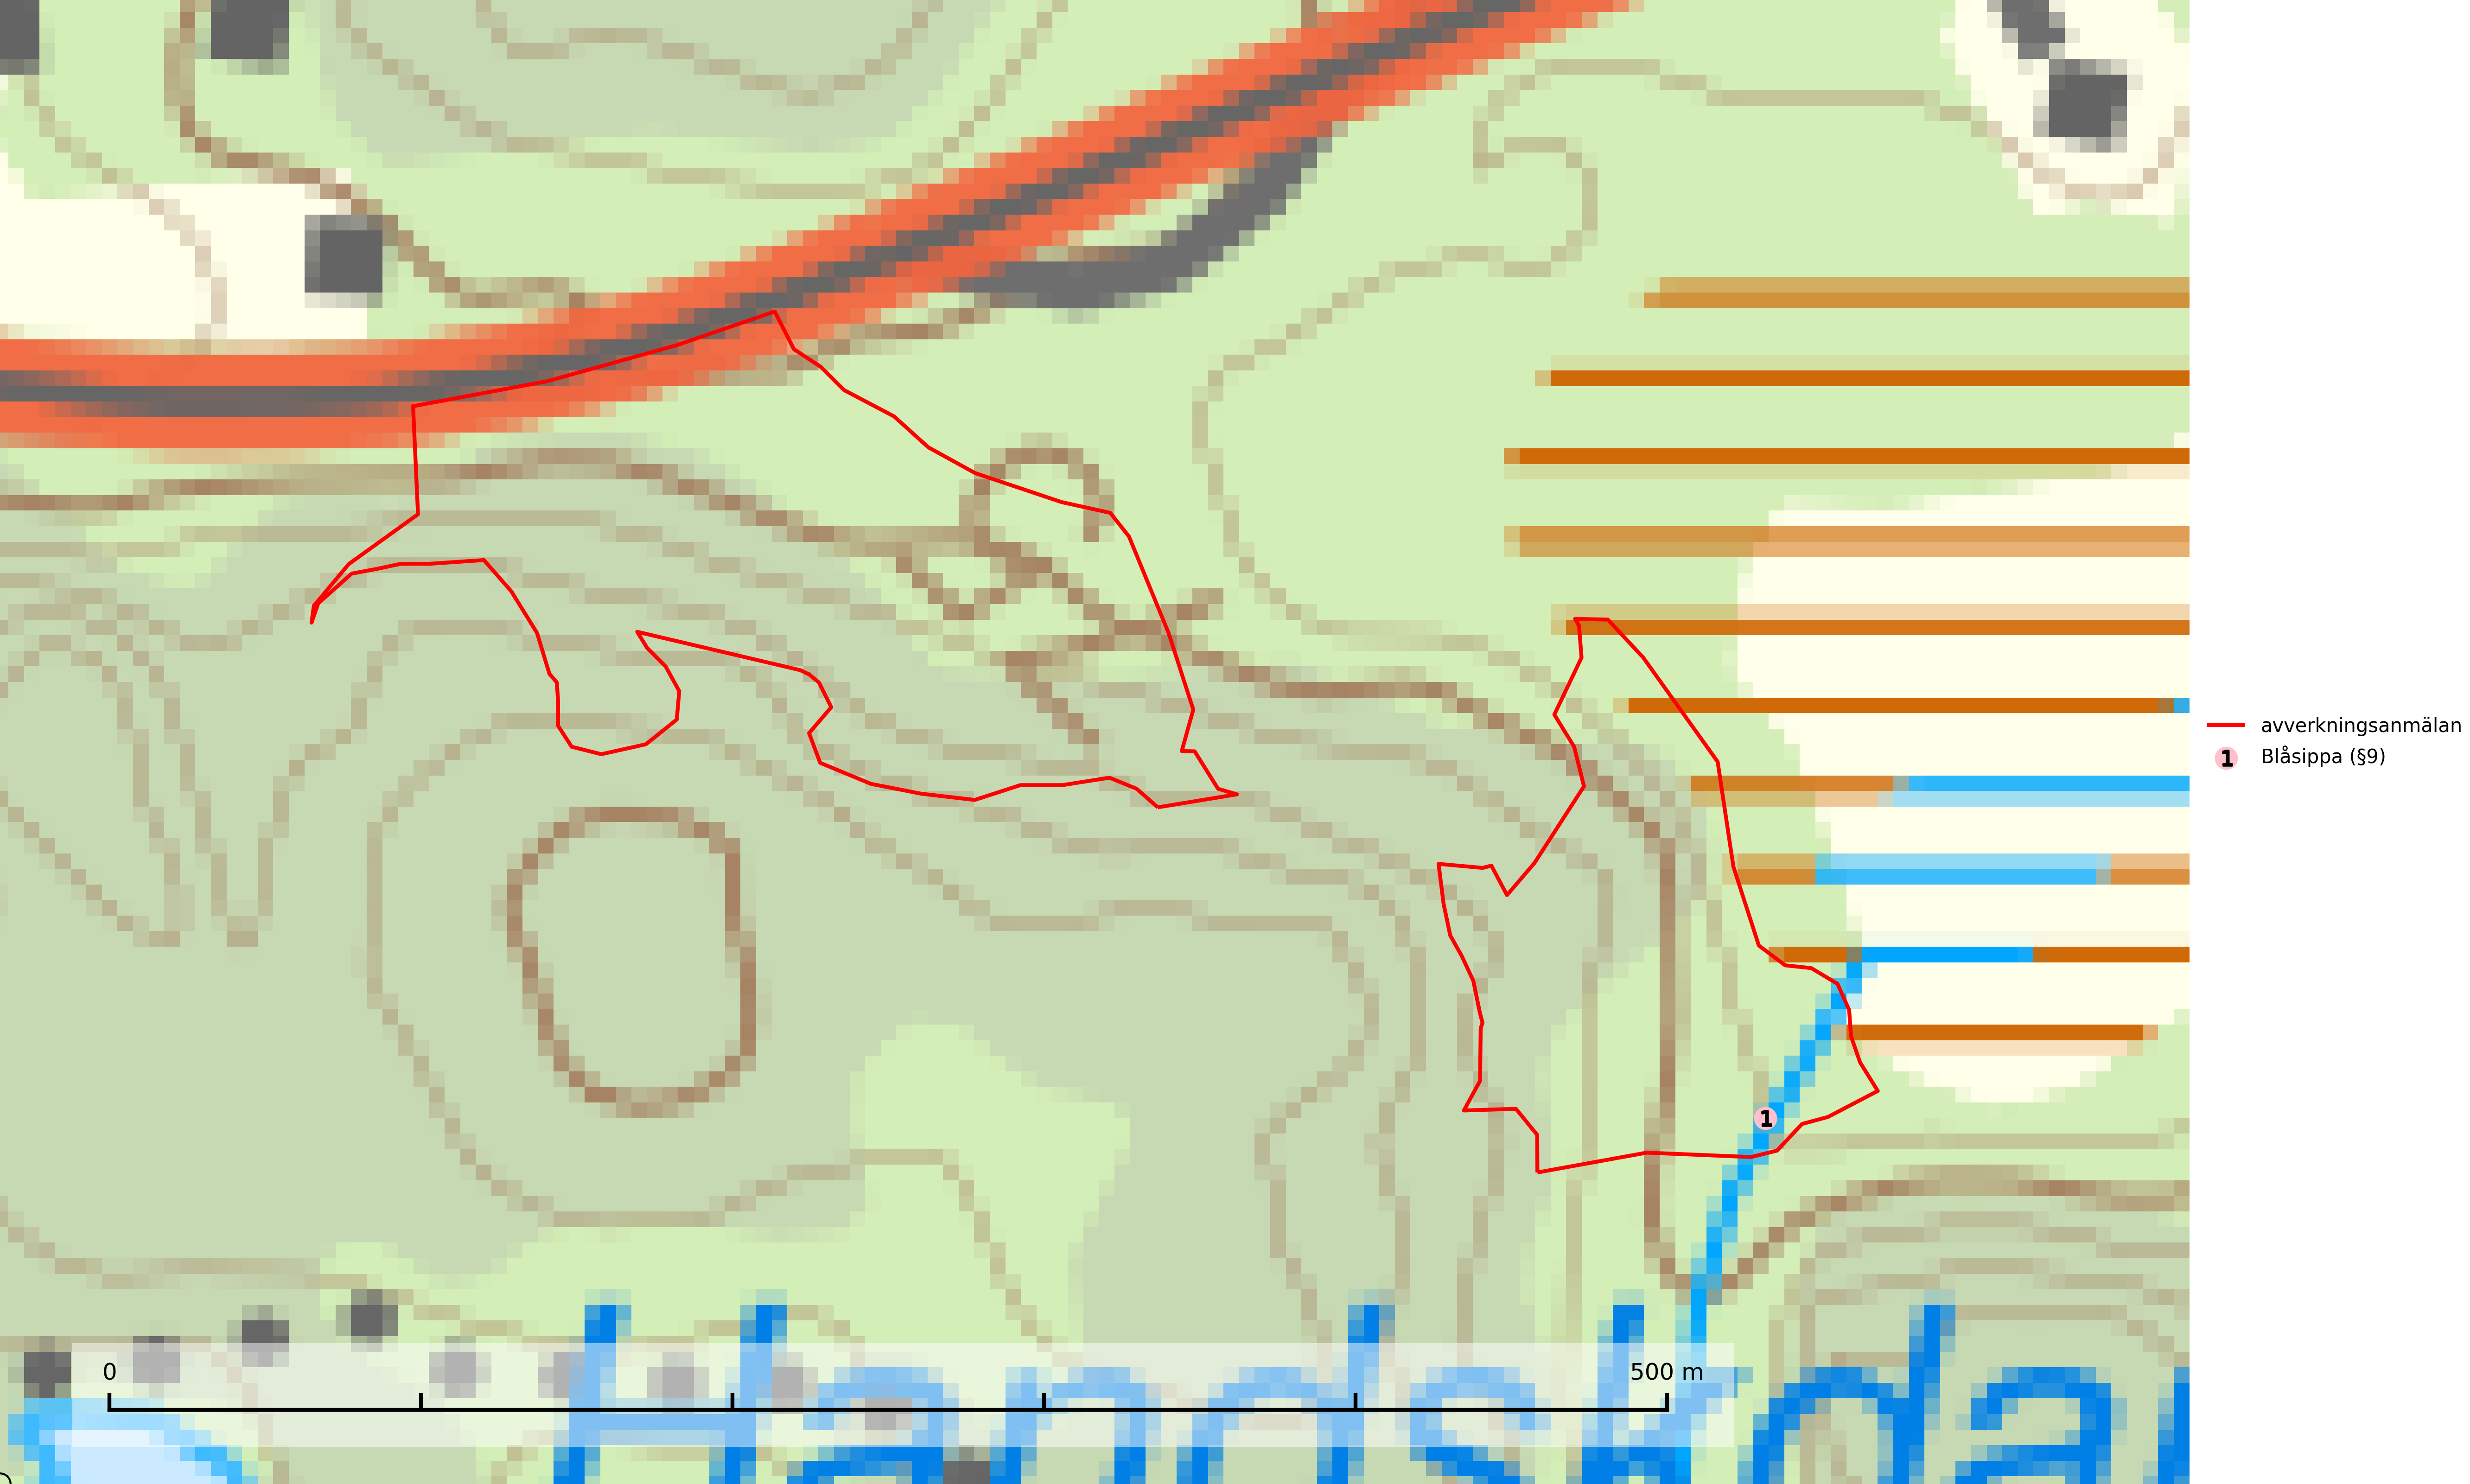 avverkningsanmälan
1 Blåsippa (§9)
1
0 500 m